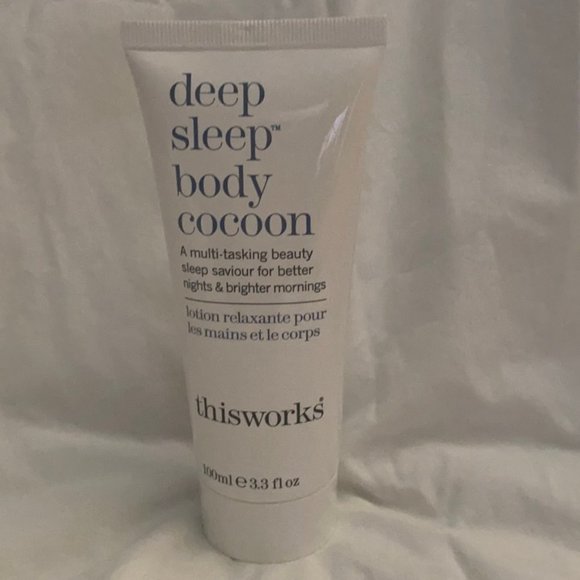 deep
sleep™
body
cocoon
A multi-tasking beauty
sleep saviour for better
nights & brighter mornings
lotion relaxante pour
les mains et le corps
thisworks®
100ml ℮ 3.3 fl oz